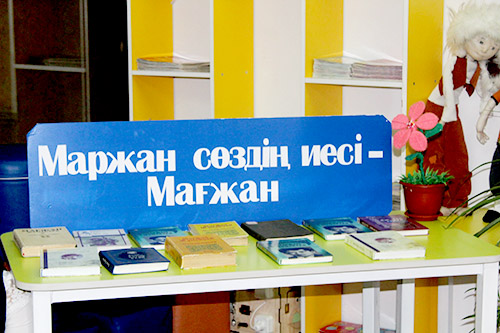 Маржан сөздің иесі –
Мағжан